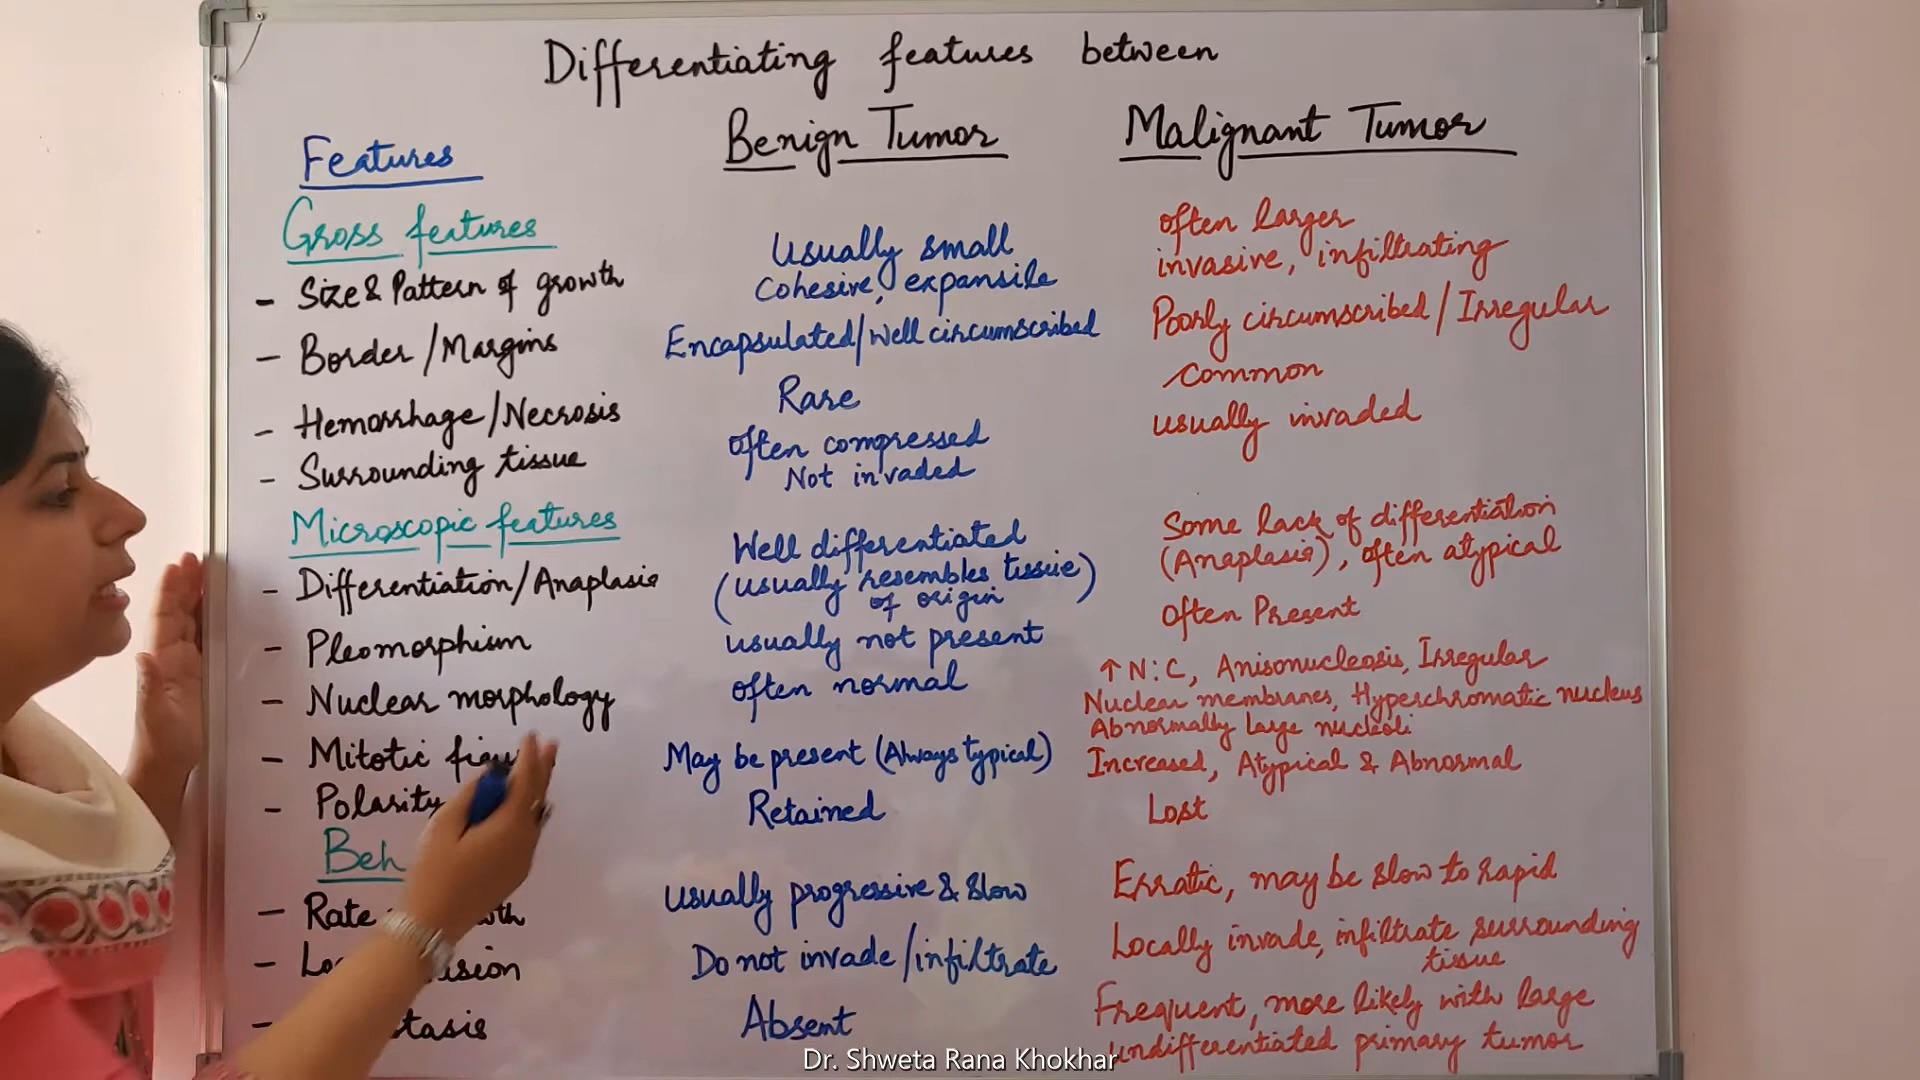 Differentiating features between
Features
Benign Tumor
Malignant Tumor
Gross features
- Size & Pattern of growth
Usually small
Cohesive, expansile
often larger
invasive, infiltrating
- Border/Margins
Encapsulated/Well circumscribed
Poorly circumscribed/Irregular
- Hemorrhage/Necrosis
Rare
common
- Surrounding tissue
often compressed
Not invaded
usually invaded
Microscopic features
- Differentiation/Anaplasia
Well differentiated
(usually resembles tissue
of origin)
Some lack of differentiation
(Anaplasia), often atypical
- Pleomorphism
usually not present
often Present
- Nuclear morphology
often normal
↑ N:C, Anisonucleosis, Irregular
Nuclear membranes, Hyperchromatic nucleus
Abnormally large nucleoli
- Mitotic
May be present (Always typical)
Increased, Atypical & Abnormal
- Polarity
Retained
Lost
Beh
- Rate
Usually progressive & slow
Erratic, may be slow to rapid
-
Do not invade/infiltrate
Locally invade, infiltrate surrounding
tissue
- tasis
Absent
Frequent, more likely with large
undifferentiated primary tumor
Dr. Shweta Rana Khokhar